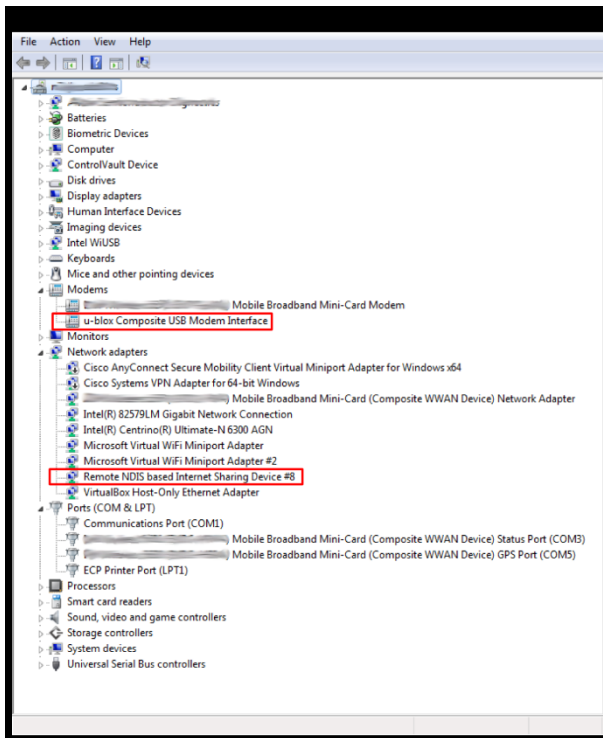 File Action View Help
Batteries
Biometric Devices
Computer
ControlVault Device
Disk drives
Display adapters
Human Interface Devices
Imaging devices
Intel WiUSB
Keyboards
Mice and other pointing devices
Modems
Mobile Broadband Mini-Card Modem
u-blox Composite USB Modem Interface
Monitors
Network adapters
Cisco AnyConnect Secure Mobility Client Virtual Miniport Adapter for Windows x64
Cisco Systems VPN Adapter for 64-bit Windows
) Mobile Broadband Mini-Card (Composite WWAN Device) Network Adapter
Intel(R) 82579LM Gigabit Network Connection
Intel(R) Centrino(R) Ultimate-N 6300 AGN
Microsoft Virtual WiFi Miniport Adapter
Microsoft Virtual WiFi Miniport Adapter #2
Remote NDIS based Internet Sharing Device #8
VirtualBox Host-Only Ethernet Adapter
Ports (COM & LPT)
Communications Port (COM1)
) Mobile Broadband Mini-Card (Composite WWAN Device) Status Port (COM3)
) Mobile Broadband Mini-Card (Composite WWAN Device) GPS Port (COM5)
ECP Printer Port (LPT1)
Processors
Smart card readers
Sound, video and game controllers
Storage controllers
System devices
Universal Serial Bus controllers